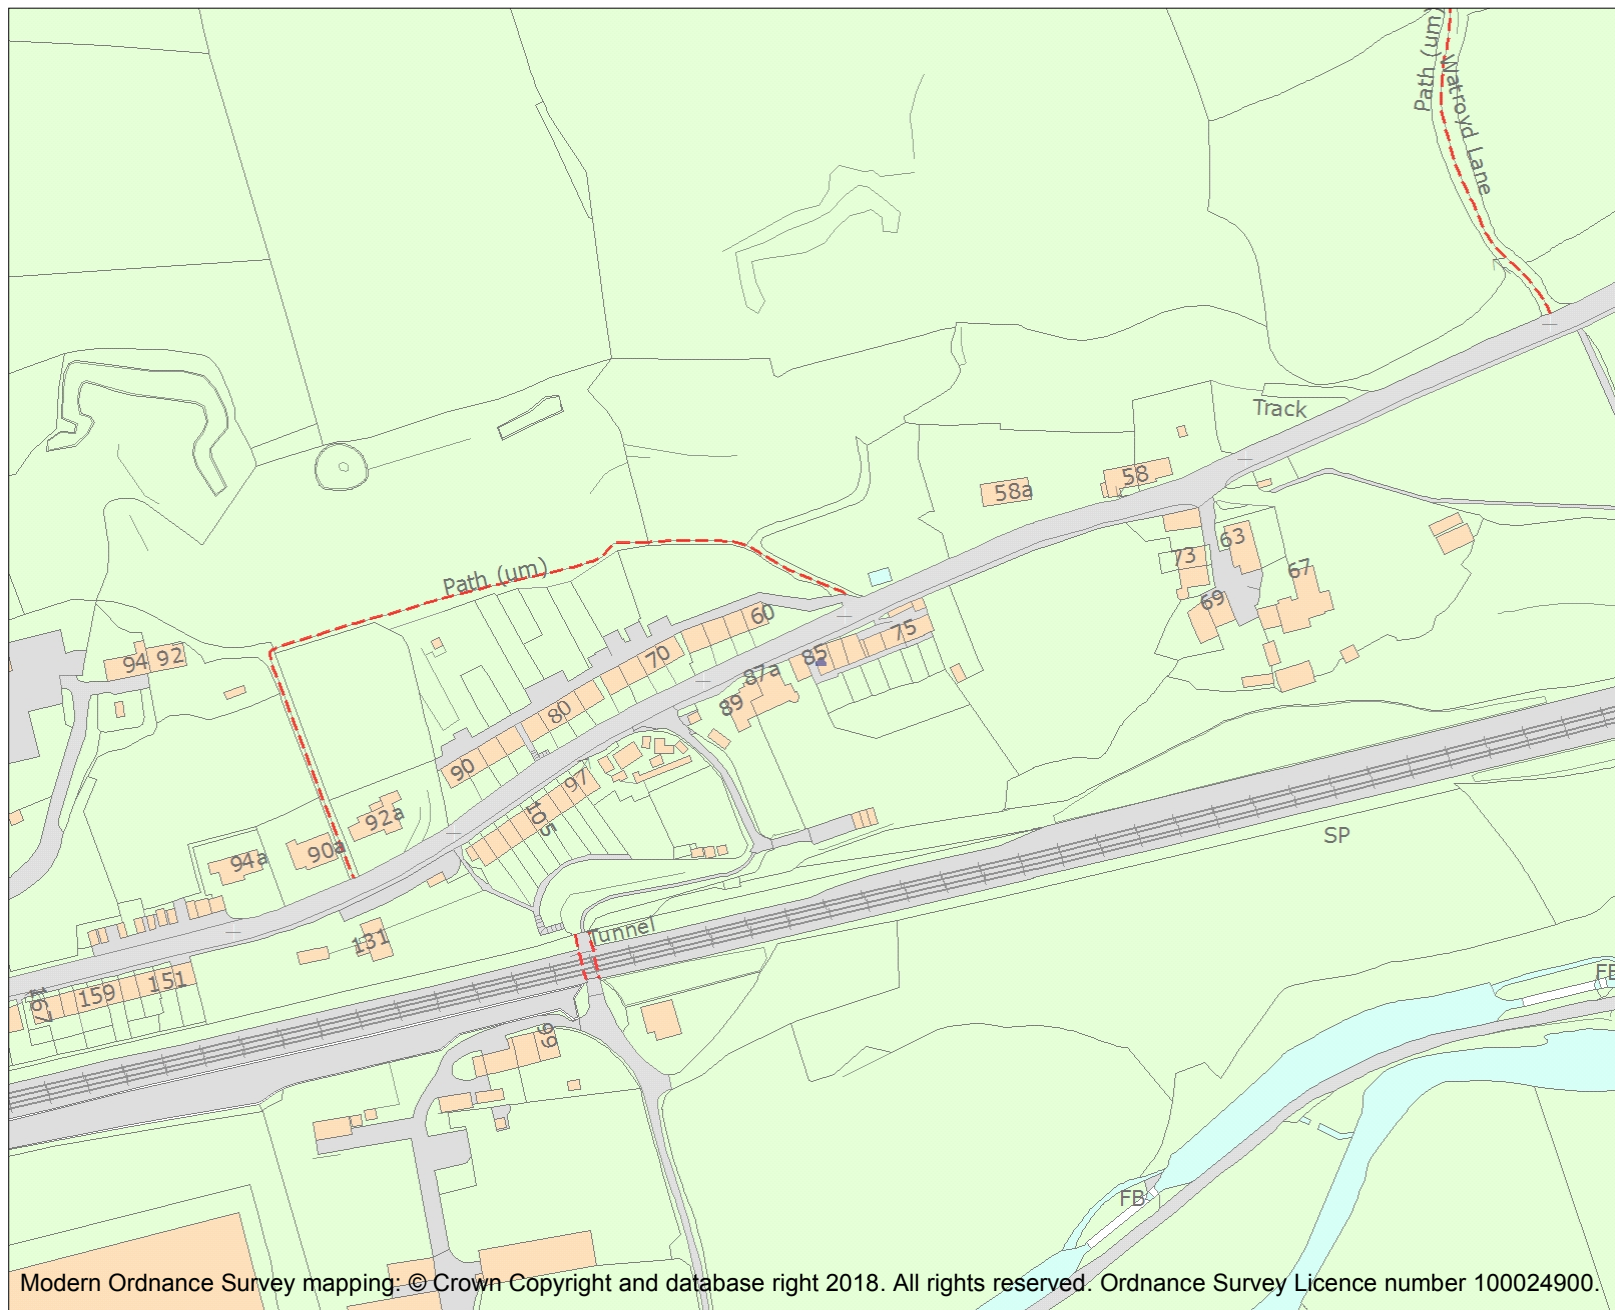 Path (um)
Natroyd Lane
Track
58
58a
63
73
67
69
Path (um)
60
75
70
85
87a
94 92
89
80
90
97
105
92a
90a
94a
SP
Tunnel
131
151
159
167
FB
99
FB
Modern Ordnance Survey mapping: © Crown Copyright and database right 2018. All rights reserved. Ordnance Survey Licence number 100024900.